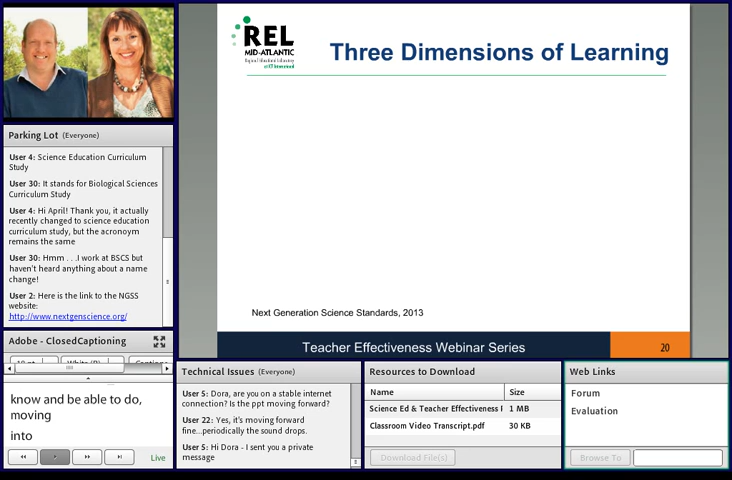 REL
MID-ATLANTIC
Three Dimensions of Learning
Next Generation Science Standards, 2013
Teacher Effectiveness Webinar Series
20
Parking Lot (Everyone)
User 4: Science Education Curriculum
Study
User 30: It stands for Biological Sciences
Curriculum Study
User 4: Hi April! Thank you, it actually
recently changed to science education
curriculum study, but the acronym
remains the same
User 30: Hmm . . .I work at BSCS but
haven't heard anything about a name
change!
User 2: Here is the link to the NGSS
website:
http://www.nextgenscience.org/
Adobe - ClosedCaptioning
know and be able to do,
moving
into
Live
Technical Issues (Everyone)
User 5: Dora, are you on a stable internet
connection? Is the ppt moving forward?
User 22: Yes, it's moving forward
fine...periodically the sound drops.
User 5: Hi Dora - I sent you a private
message
Resources to Download
Name Size
Science Ed & Teacher Effectiveness 1 MB
Classroom Video Transcript.pdf 30 KB
Download File(s)
Web Links
Forum
Evaluation
Browse To